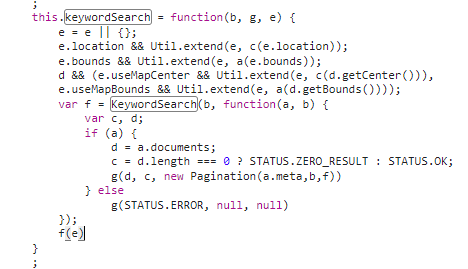 ;
this.keywordSearch = function(b, g, e) {
e = e || {};
e.location && Util.extend(e, c(e.location));
e.bounds && Util.extend(e, a(e.bounds));
d && (e.useMapCenter && Util.extend(e, c(d.getCenter())),
e.useMapBounds && Util.extend(e, a(d.getBounds())));
var f = KeywordSearch(b, function(a, b) {
var c, d;
if (a) {
d = a.documents;
c = d.length === 0 ? STATUS.ZERO_RESULT : STATUS.OK;
g(d, c, new Pagination(a.meta,b,f))
} else
g(STATUS.ERROR, null, null)
});
f(e)
}
;